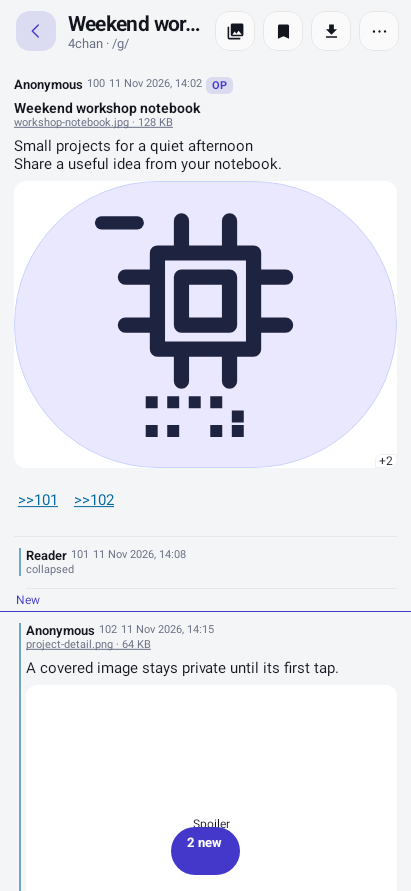 Weekend wor...
4chan · /g/
Anonymous 100 11 Nov 2026, 14:02 OP
Weekend workshop notebook
workshop-notebook.jpg · 128 KB
Small projects for a quiet afternoon
Share a useful idea from your notebook.
+2
>>101 >>102
Reader 101 11 Nov 2026, 14:08
collapsed
New
Anonymous 102 11 Nov 2026, 14:15
project-detail.png · 64 KB
A covered image stays private until its first tap.
Spoiler
2 new